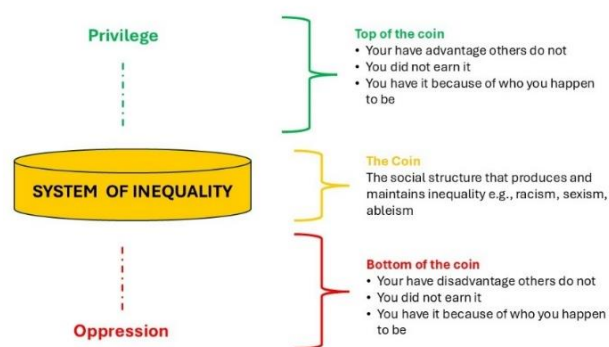 Privilege
SYSTEM OF INEQUALITY
Oppression
Top of the coin
• Your have advantage others do not
• You did not earn it
• You have it because of who you happen
to be
The Coin
The social structure that produces and
maintains inequality e.g., racism, sexism,
ableism
Bottom of the coin
• Your have disadvantage others do not
• You did not earn it
• You have it because of who you happen
to be